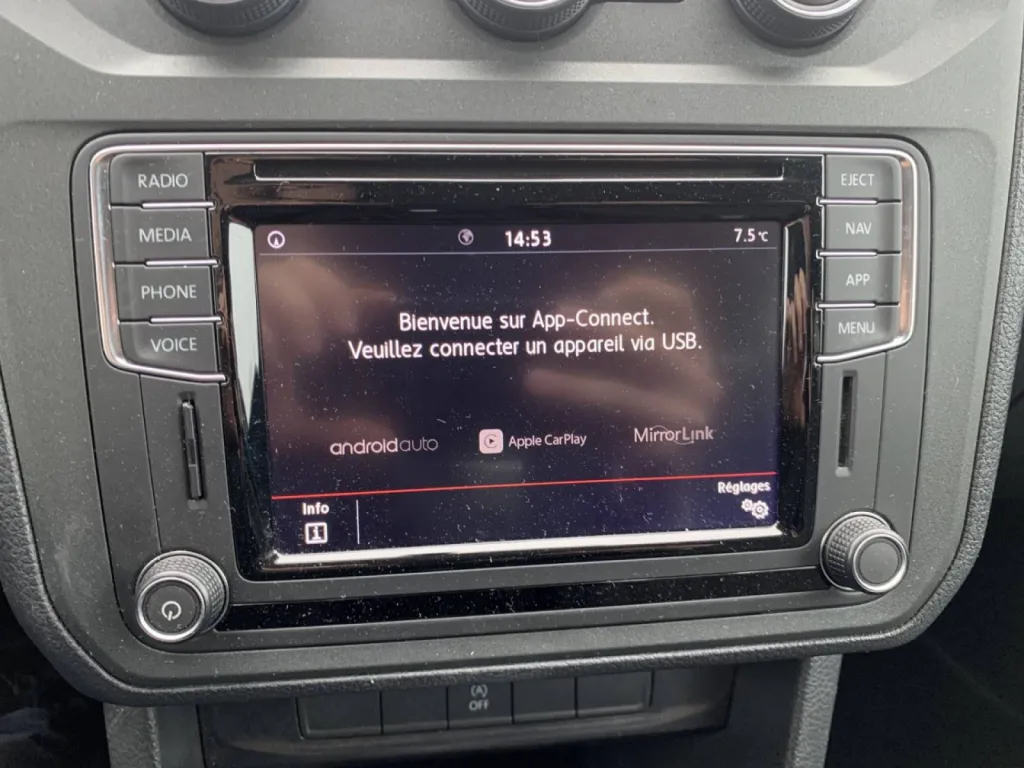 RADIO
MEDIA
PHONE
VOICE
14:53
7.5°C
Bienvenue sur App-Connect.
Veuillez connecter un appareil via USB.
androidauto
Apple CarPlay
MirrorLink
Info
i
Réglages
EJECT
NAV
APP
MENU
(A)
OFF